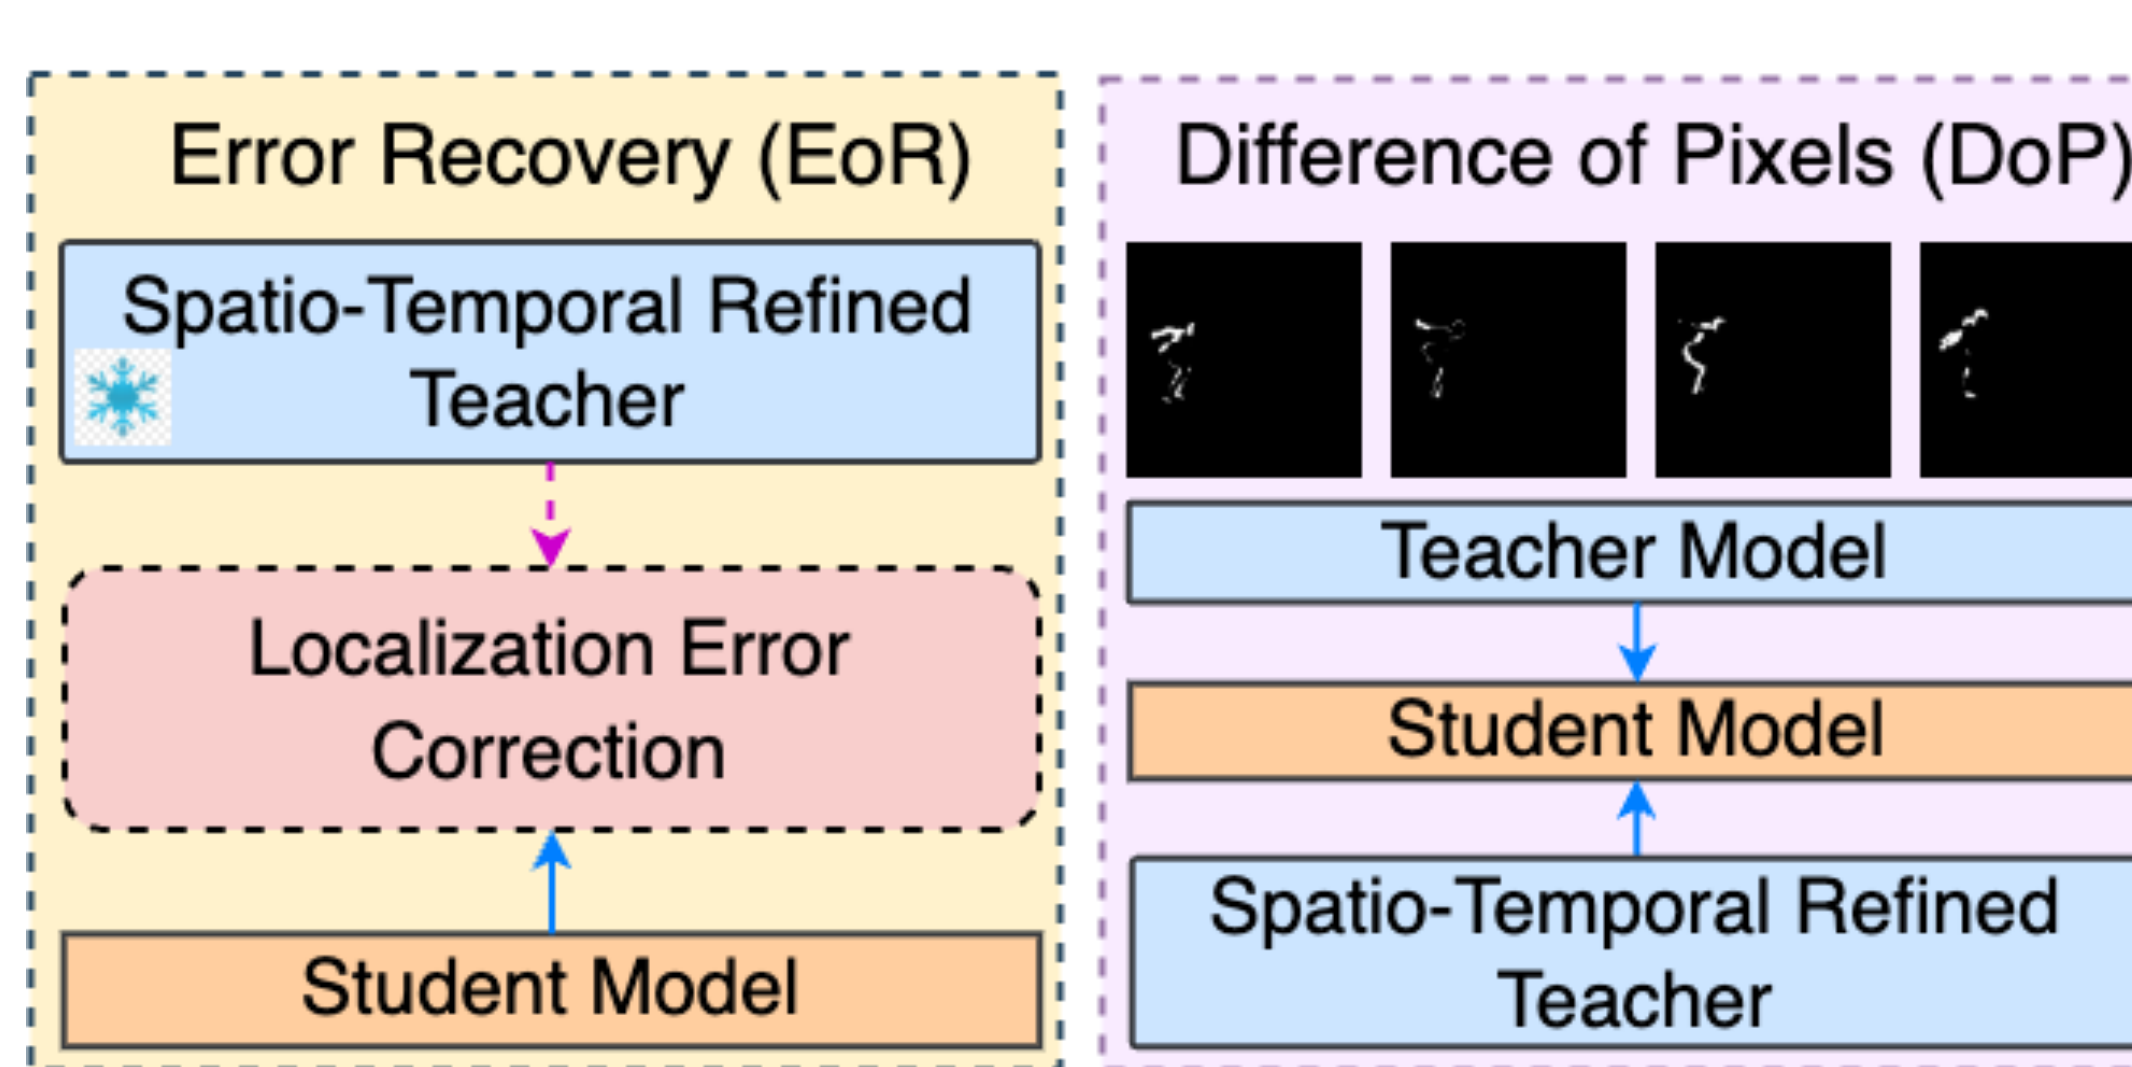 Error Recovery (EoR)
Spatio-Temporal Refined
Teacher
Localization Error
Correction
Student Model
Difference of Pixels (DoP)
Teacher Model
Student Model
Spatio-Temporal Refined
Teacher